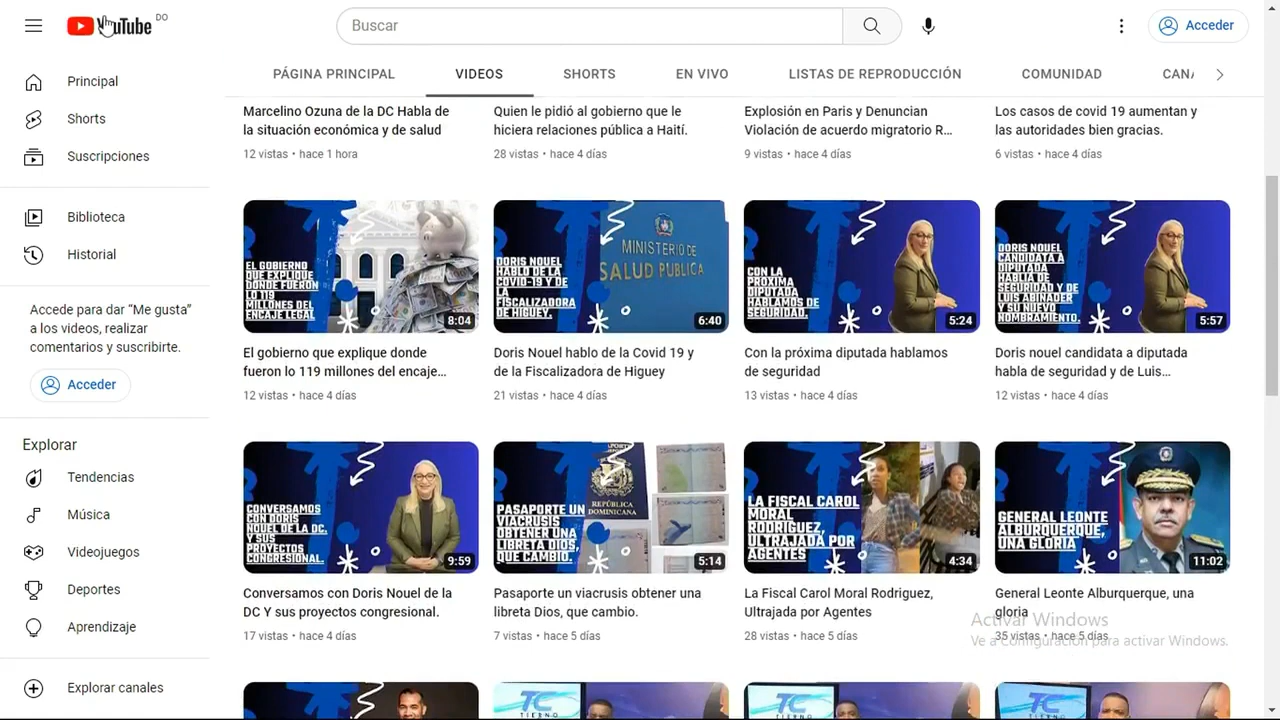 YouTube DO
Buscar
Acceder
PÁGINA PRINCIPAL VIDEOS SHORTS EN VIVO LISTAS DE REPRODUCCIÓN COMUNIDAD CANA
Principal
Shorts
Suscripciones
Biblioteca
Historial
Accede para dar “Me gusta”
a los videos, realizar
comentarios y suscribirte.
Acceder
Explorar
Tendencias
Música
Videojuegos
Deportes
Aprendizaje
Explorar canales
Marcelino Ozuna de la DC Habla de
la situación económica y de salud
12 vistas • hace 1 hora
Quien le pidió al gobierno que le
hiciera relaciones pública a Haití.
28 vistas • hace 4 días
Explosión en Paris y Denuncian
Violación de acuerdo migratorio R...
9 vistas • hace 4 días
Los casos de covid 19 aumentan y
las autoridades bien gracias.
6 vistas • hace 4 días
EL GOBIERNO
QUE EXPLIQUE
DONDE FUERON
LO 119
MILLONES DEL
ENCAJE LEGAL
8:04
El gobierno que explique donde
fueron lo 119 millones del encaje...
12 vistas • hace 4 días
DORIS NOUEL
HABLO DE LA
COVID-19 Y DE
LA
FISCALIZADORA
DE HIGUEY.
MINISTERIO DE
SALUD PUBLICA
6:40
Doris Nouel hablo de la Covid 19 y
de la Fiscalizadora de Higuey
21 vistas • hace 4 días
CON LA
PRÓXIMA
DIPUTADA
HABLAMOS DE
SEGURIDAD.
5:24
Con la próxima diputada hablamos
de seguridad
13 vistas • hace 4 días
DORIS NOUEL
CANDIDATA A
DIPUTADA
HABLA DE
SEGURIDAD Y DE
LUIS ABINADER
Y SU NUEVO
NOMBRAMIENTO.
5:57
Doris nouel candidata a diputada
habla de seguridad y de Luis...
12 vistas • hace 4 días
CONVERSAMOS
CON DORIS
NOUEL DE LA DC.
Y SUS
PROYECTOS
CONGRESIONAL.
9:59
Conversamos con Doris Nouel de la
DC Y sus proyectos congresional.
17 vistas • hace 4 días
PASAPORTE UN
VIACRUSIS
OBTENER UNA
LIBRETA DIOS,
QUE CAMBIO.
REPÚBLICA
DOMINICANA
5:14
Pasaporte un viacrusis obtener una
libreta Dios, que cambio.
7 vistas • hace 5 días
LA FISCAL CAROL
MORAL
RODRIGUEZ,
ULTRAJADA POR
AGENTES
4:34
La Fiscal Carol Moral Rodriguez,
Ultrajada por Agentes
28 vistas • hace 5 días
GENERAL LEONTE
ALBURQUERQUE,
UNA GLORIA
11:02
General Leonte Alburquerque, una
gloria
35 vistas • hace 5 días
Activar Windows
Ve a Configuración para activar Windows.
TC
TIERNO
TC
TIERNO
TC
TIERNO